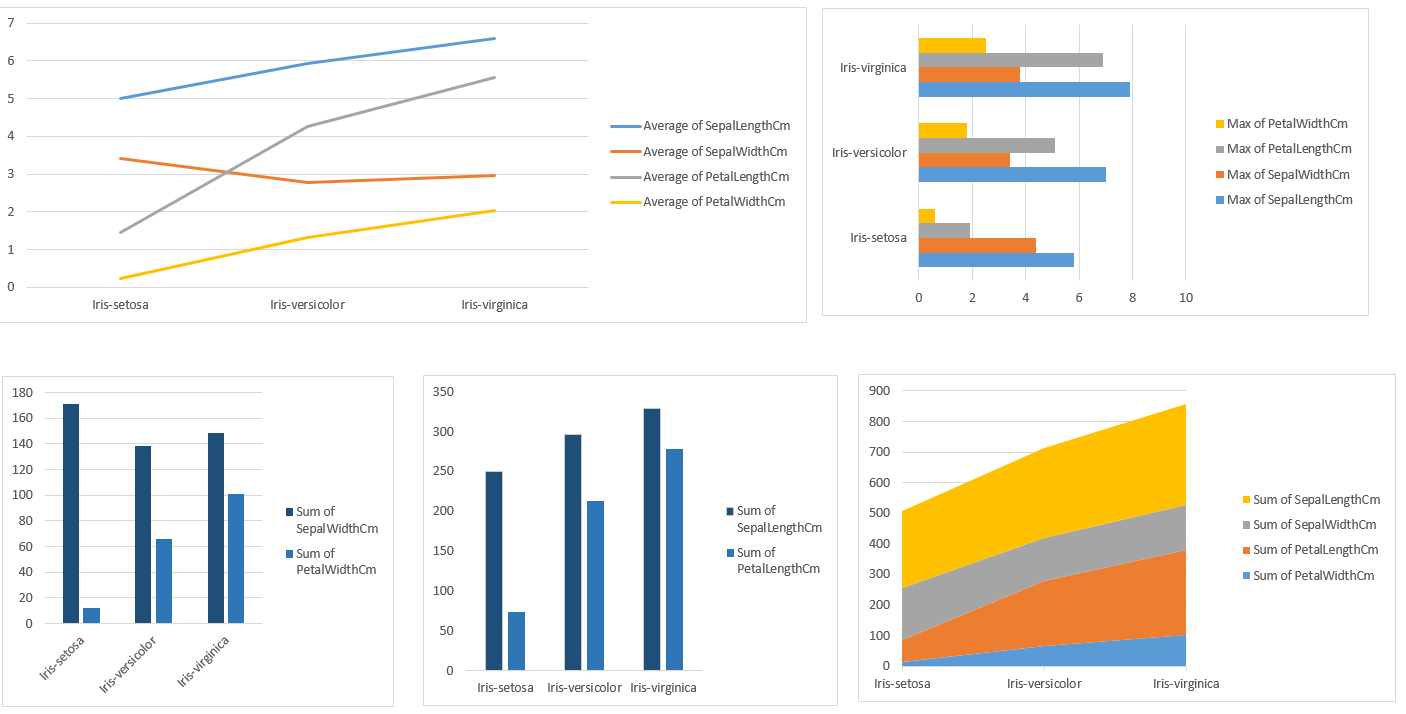 7
6
5
4
3
2
1
0
Iris-setosa Iris-versicolor Iris-virginica
Average of SepalLengthCm
Average of SepalWidthCm
Average of PetalLengthCm
Average of PetalWidthCm
Iris-virginica
Iris-versicolor
Iris-setosa
0 2 4 6 8 10
Max of PetalWidthCm
Max of PetalLengthCm
Max of SepalWidthCm
Max of SepalLengthCm
180
160
140
120
100
80
60
40
20
0
Iris-setosa Iris-versicolor Iris-virginica
Sum of
SepalWidthCm
Sum of
PetalWidthCm
350
300
250
200
150
100
50
0
Iris-setosa Iris-versicolor Iris-virginica
Sum of
SepalLengthCm
Sum of
PetalLengthCm
900
800
700
600
500
400
300
200
100
0
Iris-setosa Iris-versicolor Iris-virginica
Sum of SepalLengthCm
Sum of SepalWidthCm
Sum of PetalLengthCm
Sum of PetalWidthCm